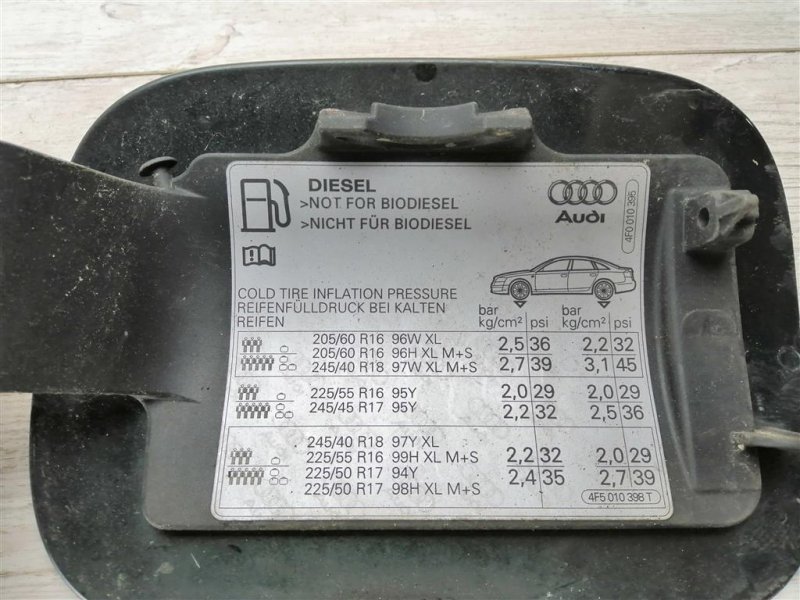 DIESEL
>NOT FOR BIODIESEL
>NICHT FÜR BIODIESEL
Audi
4F0 010 396
COLD TIRE INFLATION PRESSURE
REIFENFÜLLDRUCK BEI KALTEN
REIFEN
bar psi bar psi
kg/cm² kg/cm²
205/60 R16 96W XL
205/60 R16 96H XL M+S
245/40 R18 97W XL M+S
2,5 36 2,2 32
2,7 39 3,1 45
225/55 R16 95Y
245/45 R17 95Y
2,0 29 2,0 29
2,2 32 2,5 36
245/40 R18 97Y XL
225/55 R16 99H XL M+S
225/50 R17 94Y
225/50 R17 98H XL M+S
2,2 32 2,0 29
2,4 35 2,7 39
4F5 010 398 T